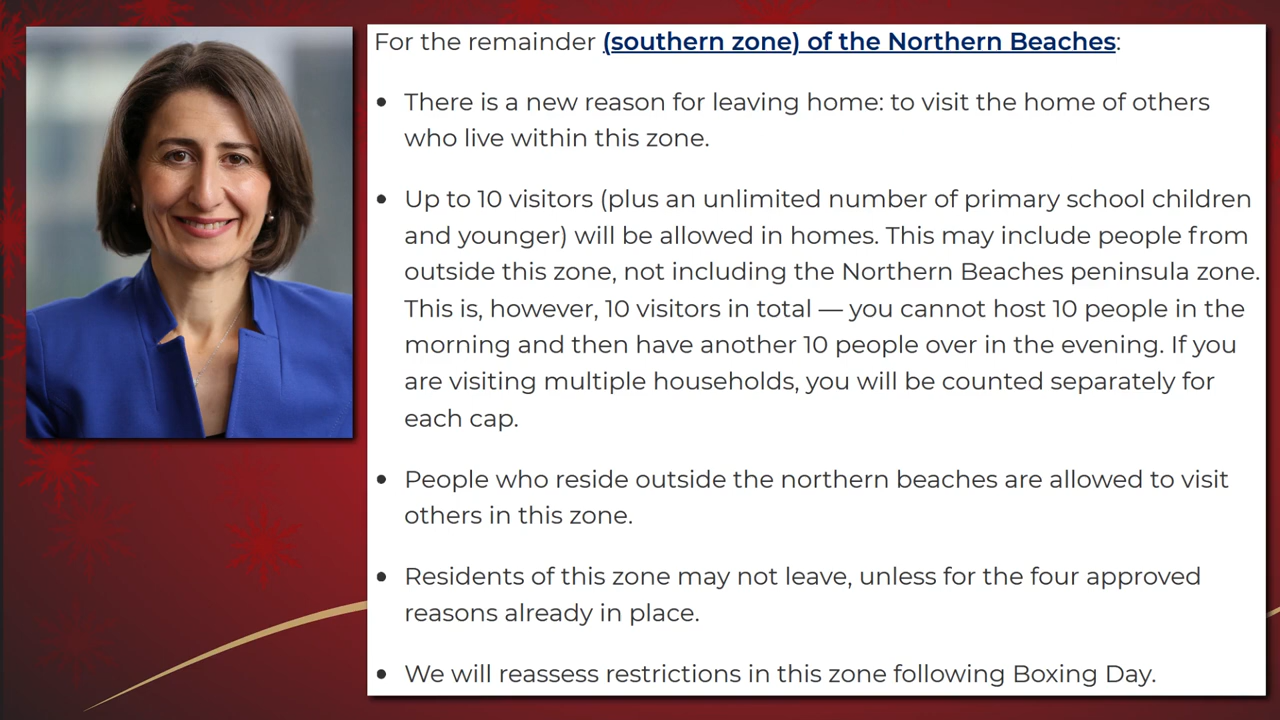 For the remainder (southern zone) of the Northern Beaches:
• There is a new reason for leaving home: to visit the home of others
who live within this zone.
• Up to 10 visitors (plus an unlimited number of primary school children
and younger) will be allowed in homes. This may include people from
outside this zone, not including the Northern Beaches peninsula zone.
This is, however, 10 visitors in total — you cannot host 10 people in the
morning and then have another 10 people over in the evening. If you
are visiting multiple households, you will be counted separately for
each cap.
• People who reside outside the northern beaches are allowed to visit
others in this zone.
• Residents of this zone may not leave, unless for the four approved
reasons already in place.
• We will reassess restrictions in this zone following Boxing Day.